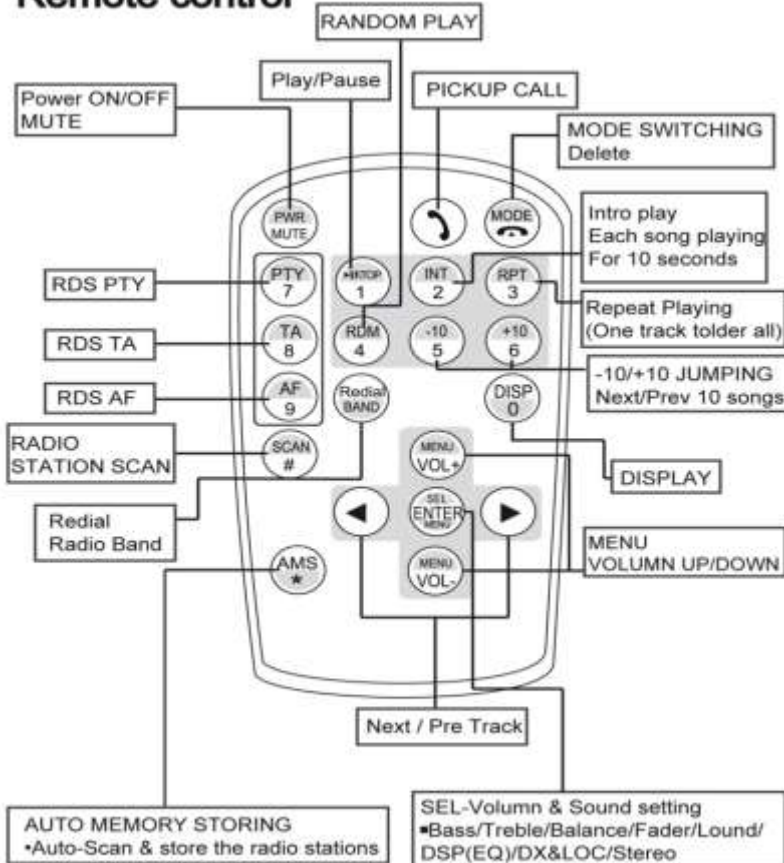 Remote control
RANDOM PLAY
Play/Pause
PICKUP CALL
Power ON/OFF
MUTE
MODE SWITCHING
Delete
Intro play
Each song playing
For 10 seconds
PWR
MUTE
MODE
RDS PTY
PTY
7
1
INT
2
RPT
3
Repeat Playing
(One track tolder all)
RDS TA
TA
8
RDM
4
-10
5
+10
6
-10/+10 JUMPING
Next/Prev 10 songs
RDS AF
AF
9
Redial
BAND
DISP
0
RADIO
STATION SCAN
SCAN
#
MENU
VOL+
DISPLAY
Redial
Radio Band
SEL
ENTER
MENU
MENU
VOLUMN UP/DOWN
AMS
★
MENU
VOL-
Next / Pre Track
AUTO MEMORY STORING
•Auto-Scan & store the radio stations
SEL-Volumn & Sound setting
▪Bass/Treble/Balance/Fader/Lound/
DSP(EQ)/DX&LOC/Stereo